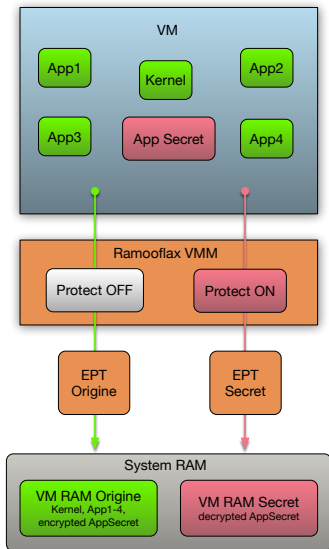 VM
App1
Kernel
App2
App3
App Secret
App4
Ramooflax VMM
Protect OFF
Protect ON
EPT
Origine
EPT
Secret
System RAM
VM RAM Origine
Kernel, App1-4,
encrypted AppSecret
VM RAM Secret
decrypted AppSecret